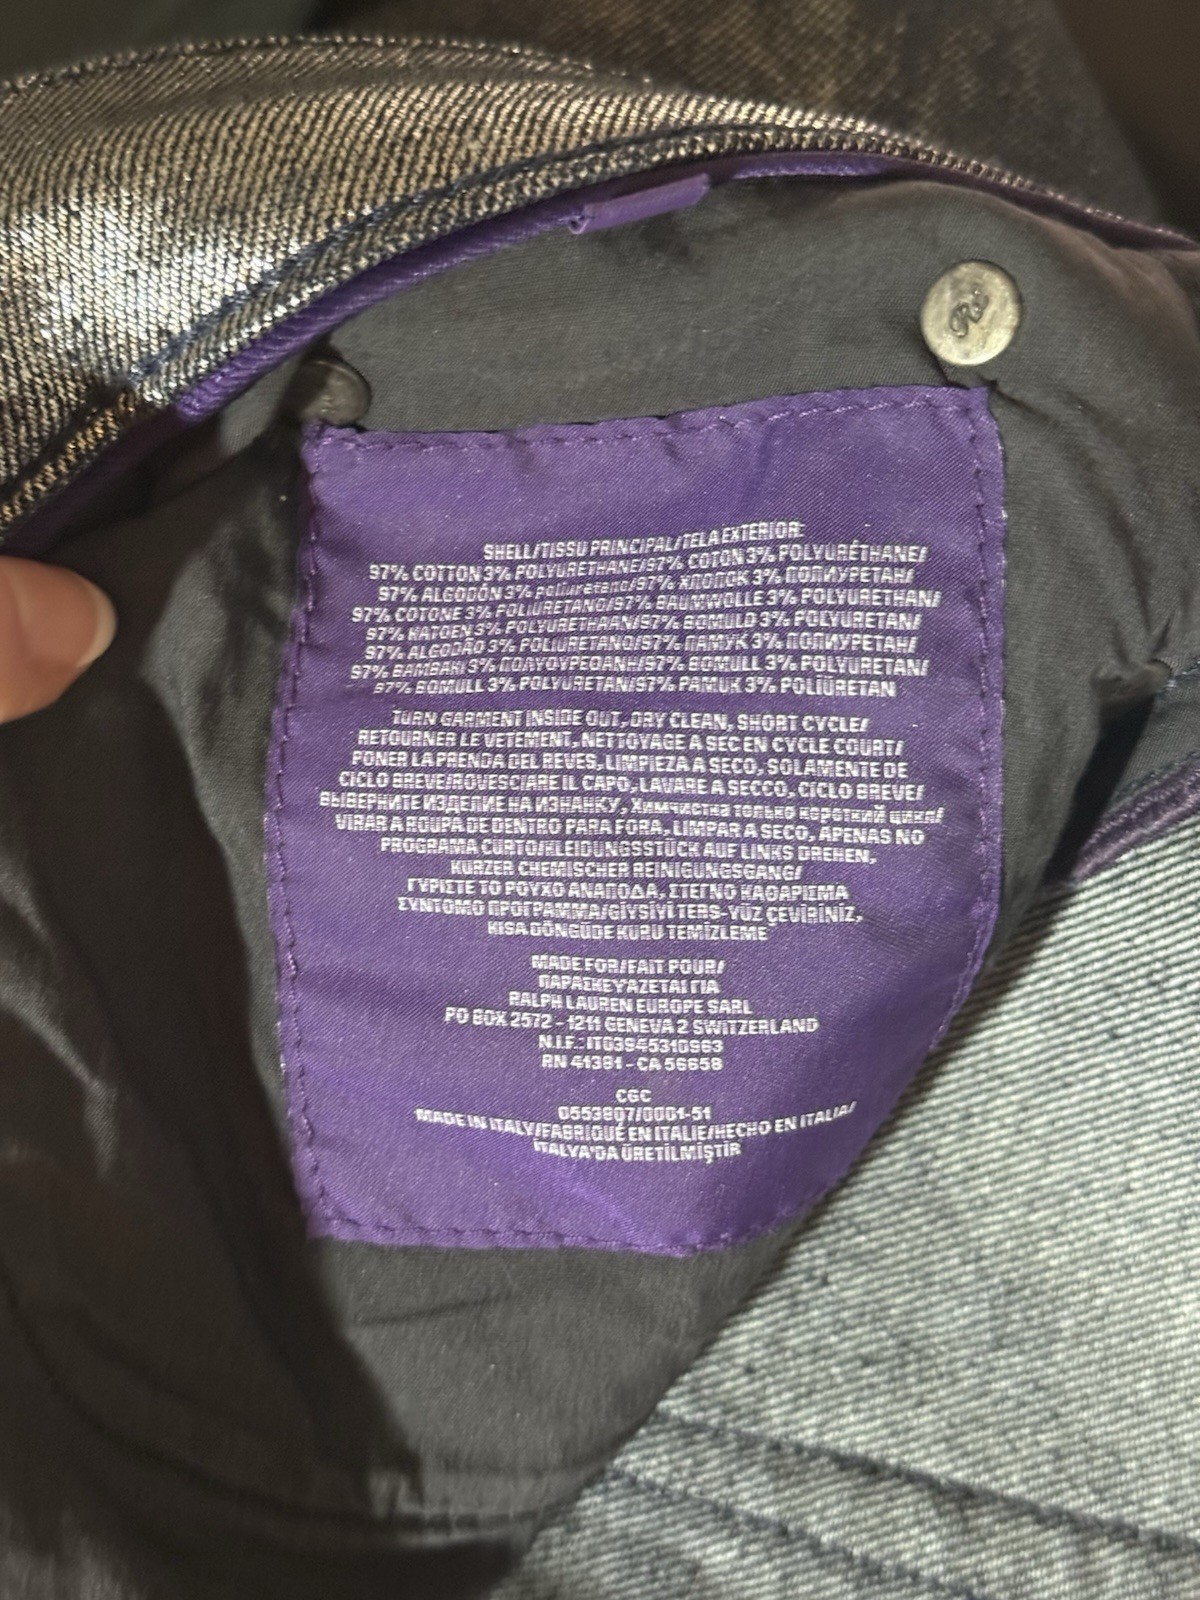 SHELL/TISSU PRINCIPAL/TELA EXTERIOR:
97% COTTON 3% POLYURETHANE/97% COTON 3% POLYURÉTHANE/
97% ALGODÓN 3% poliuretano/97% ХЛОПОК 3% ПОЛИУРЕТАН/
97% COTONE 3% POLIURETANO/97% BAUMWOLLE 3% POLYURETHAN/
97% KATOEN 3% POLYURETHAAN/97% BOMULD 3% POLYURETAN/
97% ALGODÃO 3% POLIURETANO/97% ПАМУК 3% ПОЛИУРЕТАН/
97% ΒΑΜΒΑΚΙ 3% ΠΟΛΥΟΥΡΕΘΑΝΗ/97% BOMULL 3% POLYURETAN/
97% BOMULL 3% POLYURETAN/97% PAMUK 3% POLİÜRETAN
TURN GARMENT INSIDE OUT, DRY CLEAN, SHORT CYCLE/
RETOURNER LE VETEMENT, NETTOYAGE A SEC EN CYCLE COURT/
PONER LA PRENDA DEL REVES, LIMPIEZA A SECO, SOLAMENTE DE
CICLO BREVE/ROVESCIARE IL CAPO, LAVARE A SECCO, CICLO BREVE/
ВЫВЕРНИТЕ ИЗДЕЛИЕ НА ИЗНАНКУ, Химчистка только короткий цикл/
VIRAR A ROUPA DE DENTRO PARA FORA, LIMPAR A SECO, APENAS NO
PROGRAMA CURTO/KLEIDUNGSSTÜCK AUF LINKS DREHEN,
KURZER CHEMISCHER REINIGUNGSGANG/
ΓΥΡΙΣΤΕ ΤΟ ΡΟΥΧΟ ΑΝΑΠΟΔΑ, ΣΤΕΓΝΟ ΚΑΘΑΡΙΣΜΑ
ΣΥΝΤΟΜΟ ΠΡΟΓΡΑΜΜΑ/GİYSİYİ TERS-YÜZ ÇEVİRİNİZ,
KISA DÖNGÜDE KURU TEMİZLEME
MADE FOR/FAIT POUR/
ΠΑΡΑΣΚΕΥΑΖΕΤΑΙ ΓΙΑ
RALPH LAUREN EUROPE SARL
PO BOX 2572 - 1211 GENEVA 2 SWITZERLAND
N.I.F.: IT03945310963
RN 41381 - CA 56658
CGC
0553807/0001-51
MADE IN ITALY/FABRIQUÉ EN ITALIE/HECHO EN ITALIA/
İTALYA'DA ÜRETİLMİŞTİR